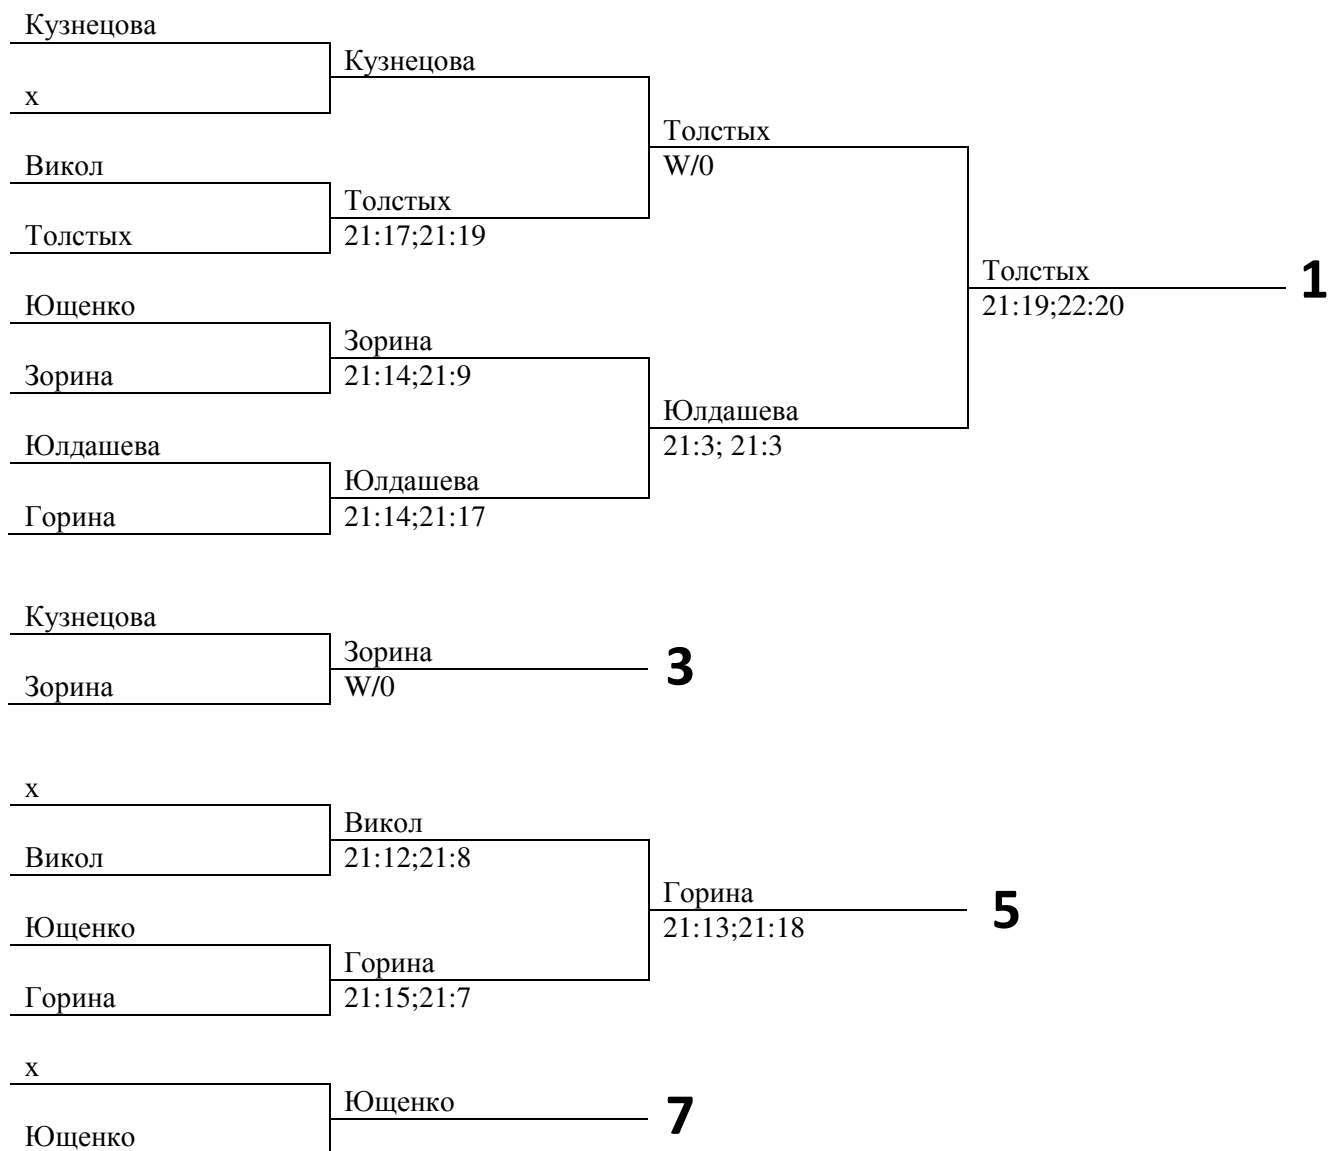 Кузнецова
Кузнецова
х
Толстых
Викол
W/0
Толстых
Толстых
21:17;21:19
Толстых
1
Ющенко
21:19;22:20
Зорина
Зорина
21:14;21:9
Юлдашева
Юлдашева
21:3; 21:3
Юлдашева
Горина
21:14;21:17
Кузнецова
Зорина
3
Зорина
W/0
х
Викол
Викол
21:12;21:8
Горина
5
Ющенко
21:13;21:18
Горина
Горина
21:15;21:7
х
Ющенко
7
Ющенко